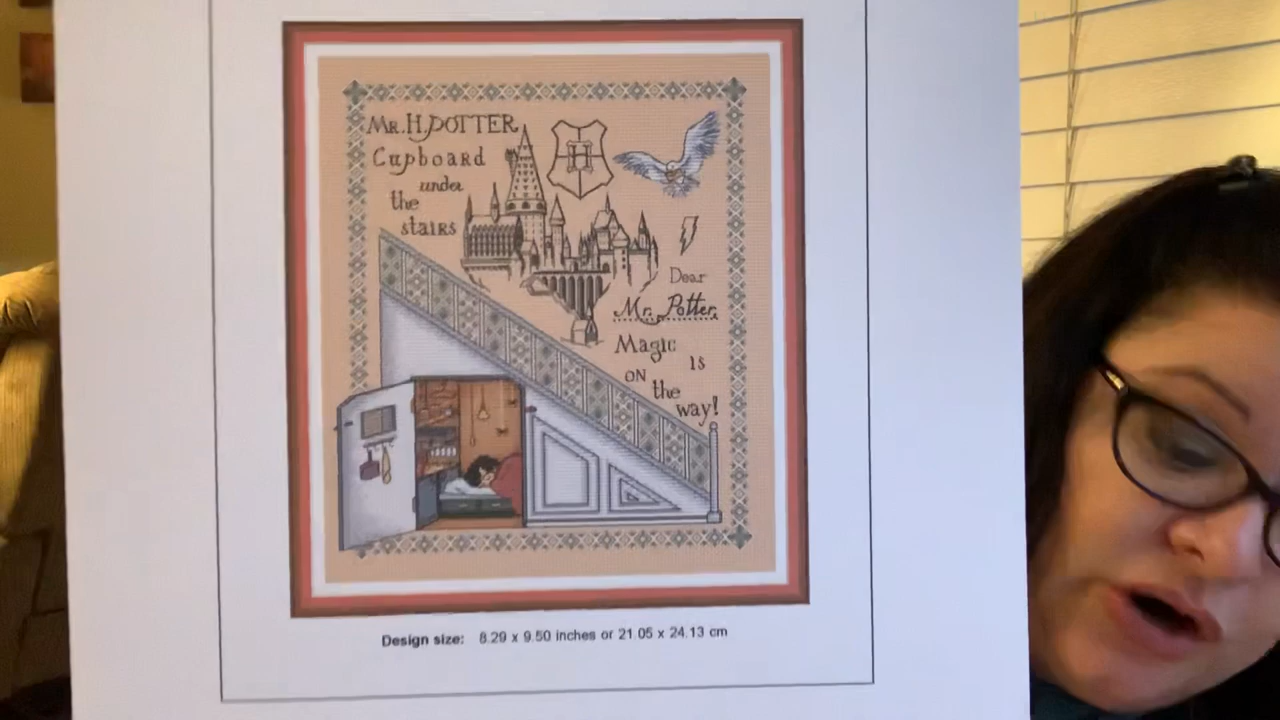 Mr. H. POTTER
Cupboard
under
the
stairs
H
Dear
Mr. Potter,
Magic
is
on
the
way!
Design size: 8.29 x 9.50 inches or 21.05 x 24.13 cm